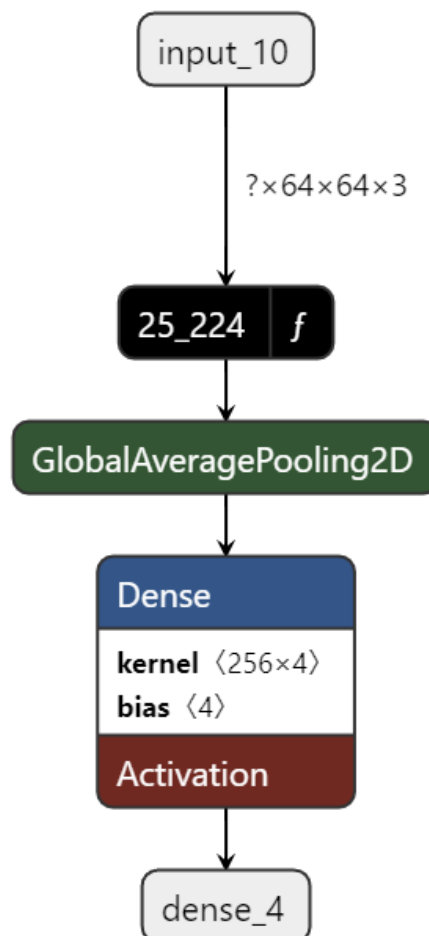 input_10
?×64×64×3
25_224 ƒ
GlobalAveragePooling2D
Dense
kernel 〈256×4〉
bias 〈4〉
Activation
dense_4